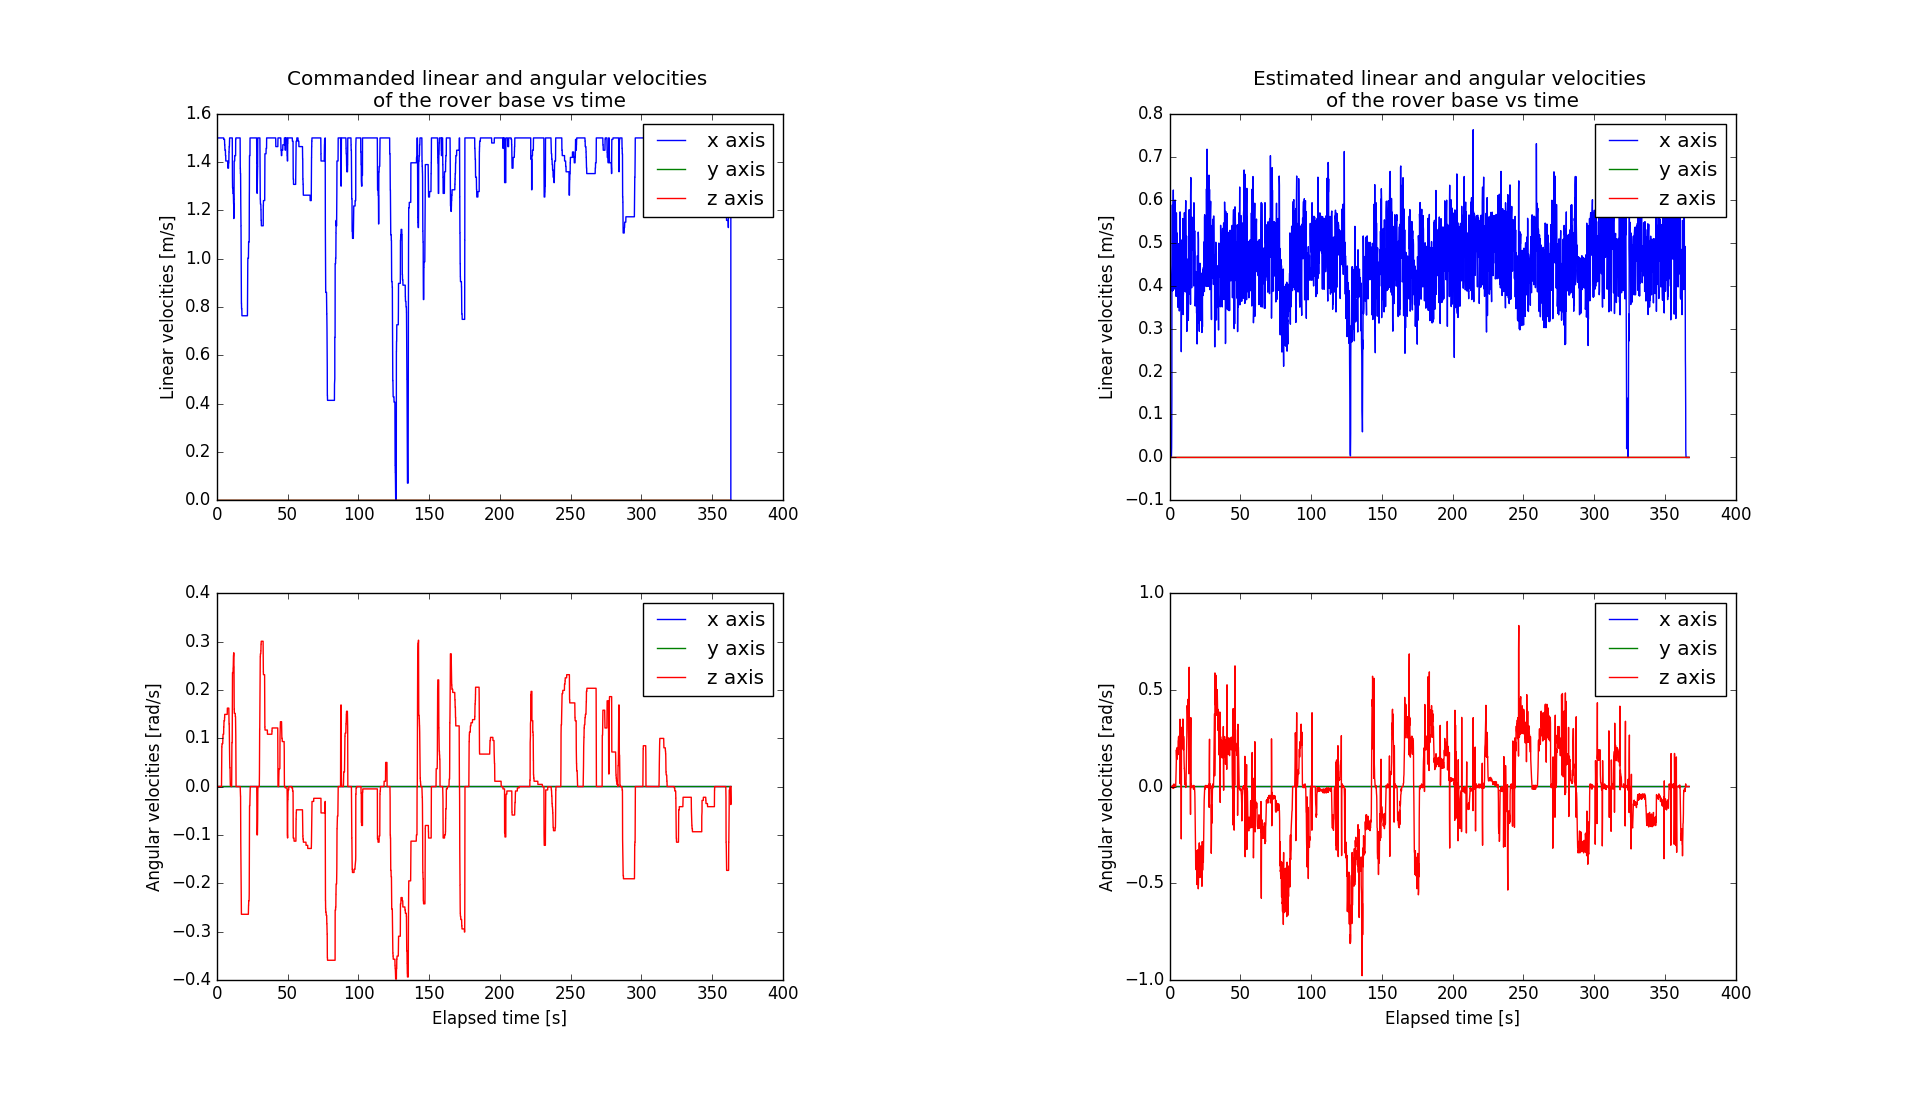 Commanded linear and angular velocities
of the rover base vs time
1.6
1.4
1.2
1.0
0.8
0.6
0.4
0.2
0.0
Linear velocities [m/s]
x axis
y axis
z axis
0 50 100 150 200 250 300 350 400
Estimated linear and angular velocities
of the rover base vs time
0.8
0.7
0.6
0.5
0.4
0.3
0.2
0.1
0.0
−0.1
Linear velocities [m/s]
x axis
y axis
z axis
0 50 100 150 200 250 300 350 400
0.4
0.3
0.2
0.1
0.0
−0.1
−0.2
−0.3
−0.4
Angular velocities [rad/s]
x axis
y axis
z axis
0 50 100 150 200 250 300 350 400
Elapsed time [s]
1.0
0.5
0.0
−0.5
−1.0
Angular velocities [rad/s]
x axis
y axis
z axis
0 50 100 150 200 250 300 350 400
Elapsed time [s]